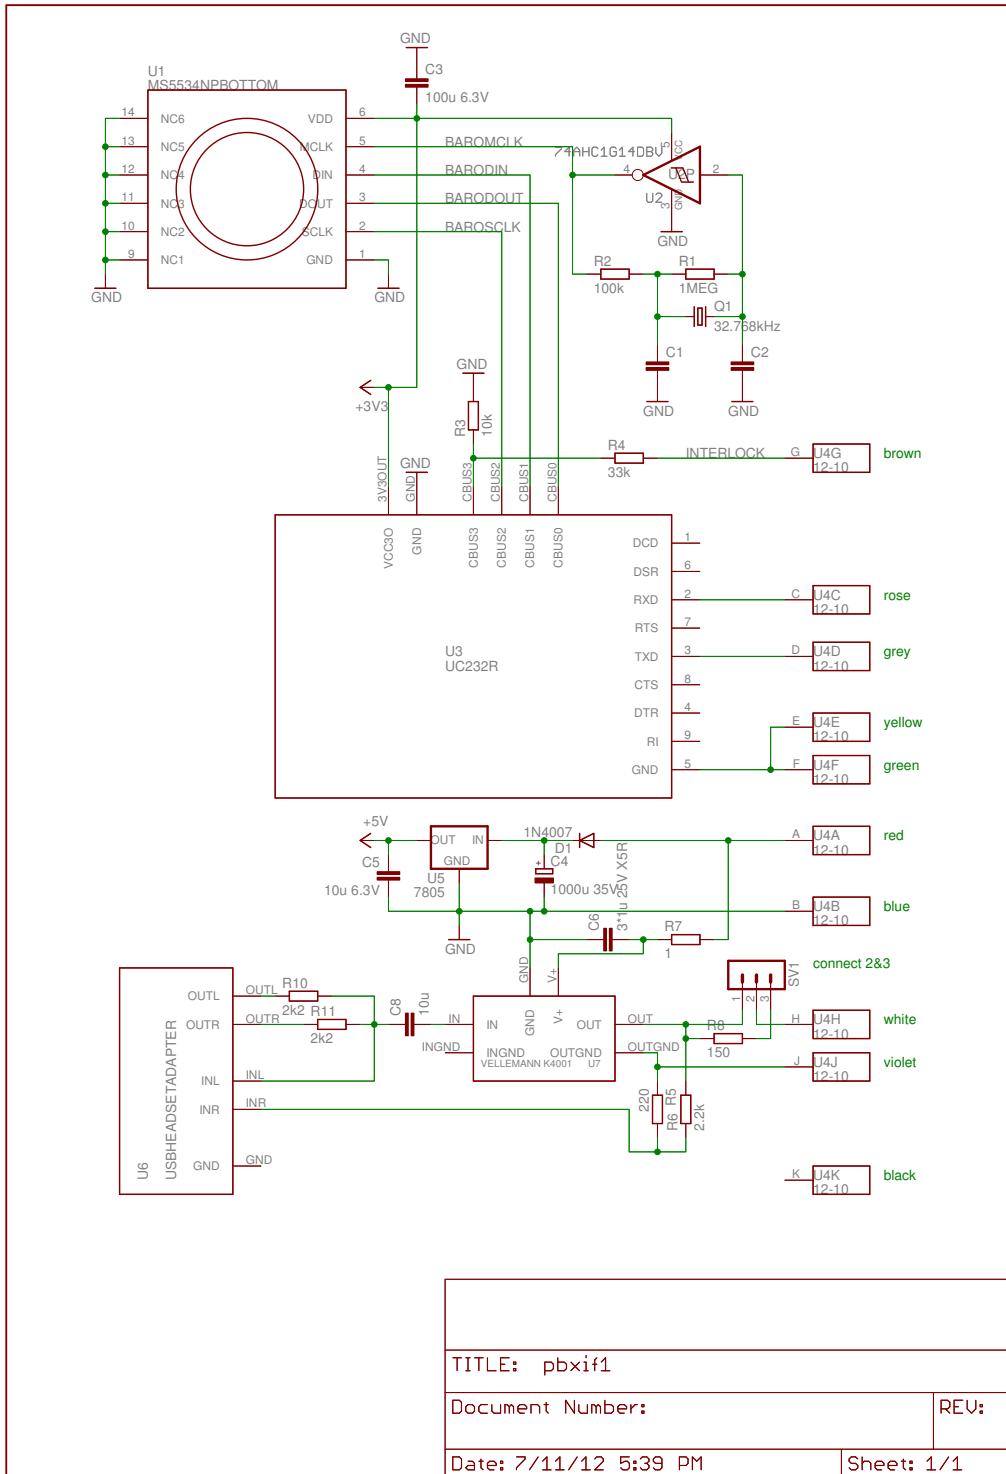 GND
C3
100u 6.3V
U1
MS5534NPBOTTOM
14 NC6 VDD 6
13 NC5 MCLK 5 BAROMCLK
12 NC4 DIN 4 BARODIN
11 NC3 DOUT 3 BARODOUT
10 NC2 SCLK 2 BAROSCLK
9 NC1 GND 1
GND
GND
74AHC1G14DBV
5
VCC
4
2
U2P
U2
3
GND
GND
R2
100k
R1
1MEG
Q1
32.768kHz
C1
C2
GND
GND
+3V3
GND
R3
10k
R4
33k
INTERLOCK
G U4G
12-10
brown
3V3OUT
GND
GND
CBUS3
CBUS2
CBUS1
CBUS0
VCC3O
GND
CBUS3
CBUS2
CBUS1
CBUS0
U3
UC232R
DCD 1
DSR 6
RXD 2
RTS 7
TXD 3
CTS 8
DTR 4
RI 9
GND 5
C U4C
12-10
rose
D U4D
12-10
grey
E U4E
12-10
yellow
F U4F
12-10
green
+5V
OUT IN
GND
U5
7805
C5
10u 6.3V
1N4007
D1
+
C4
1000u 35V
A U4A
12-10
red
B U4B
12-10
blue
GND
C6
3*1u 25V X5R
R7
1
GND
V+
SV1
1 2 3
connect 2&3
U6
USBHEADSETADAPTER
OUTL OUTL
OUTR OUTR
INL INL
INR INR
GND GND
R10
2k2
R11
2k2
C8
10u
IN IN
INGND INGND
GND
V+
OUT OUT
OUTGND OUTGND
VELLEMANN K4001 U7
R8
150
H U4H
12-10
white
J U4J
12-10
violet
220
R6
R5
2.2k
K U4K
12-10
black
TITLE: pbxif1
Document Number:
REV:
Date: 7/11/12 5:39 PM
Sheet: 1/1